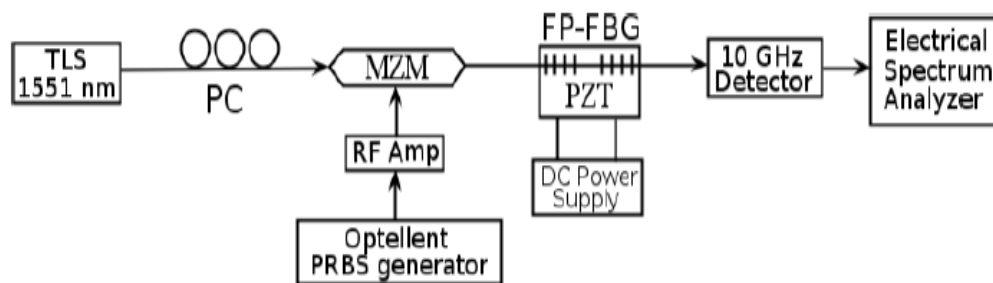 TLS
1551 nm
PC
MZM
RF Amp
Optellent
PRBS generator
FP-FBG
PZT
DC Power
Supply
10 GHz
Detector
Electrical
Spectrum
Analyzer